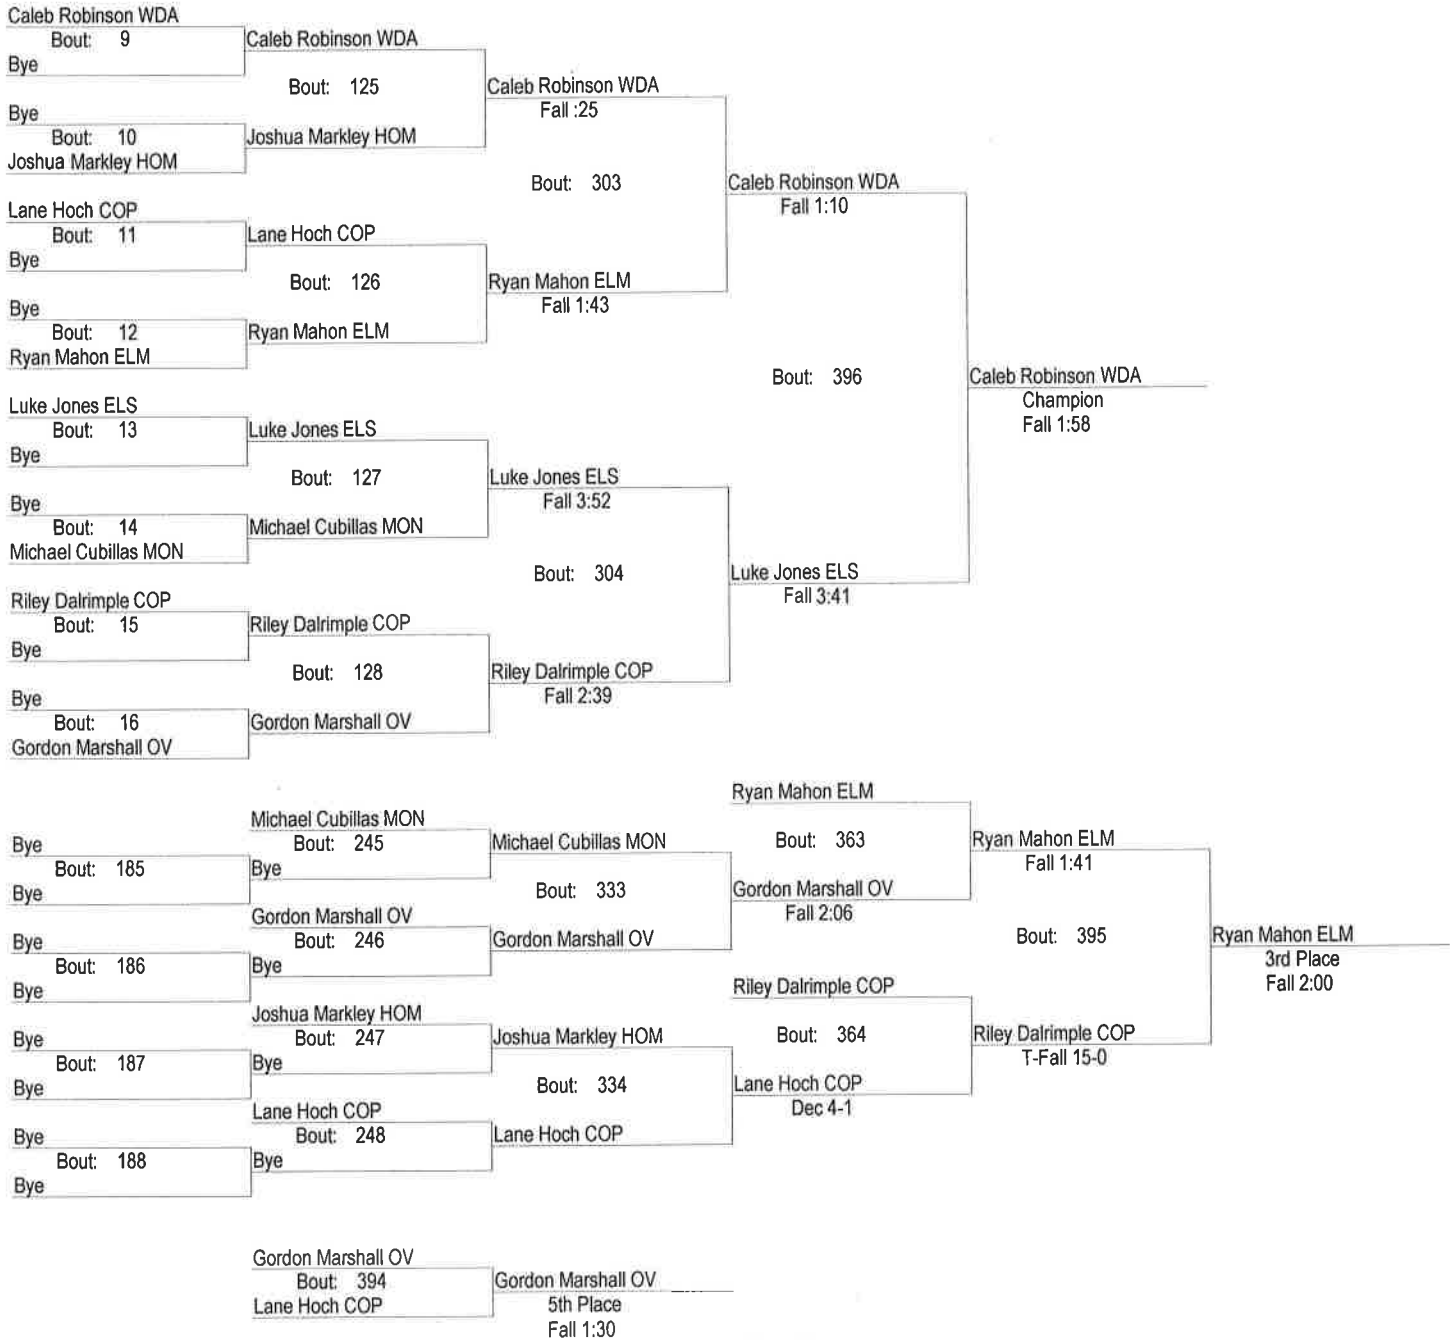 Caleb Robinson WDA
Bout: 9
Bye
Bye
Bout: 10
Joshua Markley HOM
Lane Hoch COP
Bout: 11
Bye
Bye
Bout: 12
Ryan Mahon ELM
Luke Jones ELS
Bout: 13
Bye
Bye
Bout: 14
Michael Cubillas MON
Riley Dalrimple COP
Bout: 15
Bye
Bye
Bout: 16
Gordon Marshall OV
Caleb Robinson WDA
Bout: 125
Joshua Markley HOM
Lane Hoch COP
Bout: 126
Ryan Mahon ELM
Luke Jones ELS
Bout: 127
Michael Cubillas MON
Riley Dalrimple COP
Bout: 128
Gordon Marshall OV
Caleb Robinson WDA
Fall :25
Bout: 303
Ryan Mahon ELM
Fall 1:43
Luke Jones ELS
Fall 3:52
Bout: 304
Riley Dalrimple COP
Fall 2:39
Caleb Robinson WDA
Fall 1:10
Bout: 396
Luke Jones ELS
Fall 3:41
Caleb Robinson WDA
Champion
Fall 1:58
Bye
Bout: 185
Bye
Bye
Bout: 186
Bye
Bye
Bout: 187
Bye
Bye
Bout: 188
Bye
Michael Cubillas MON
Bout: 245
Bye
Gordon Marshall OV
Bout: 246
Bye
Joshua Markley HOM
Bout: 247
Bye
Lane Hoch COP
Bout: 248
Bye
Michael Cubillas MON
Bout: 333
Gordon Marshall OV
Joshua Markley HOM
Bout: 334
Lane Hoch COP
Ryan Mahon ELM
Bout: 363
Gordon Marshall OV
Fall 2:06
Riley Dalrimple COP
Bout: 364
Lane Hoch COP
Dec 4-1
Ryan Mahon ELM
Fall 1:41
Bout: 395
Riley Dalrimple COP
T-Fall 15-0
Ryan Mahon ELM
3rd Place
Fall 2:00
Gordon Marshall OV
Bout: 394
Lane Hoch COP
Gordon Marshall OV
5th Place
Fall 1:30